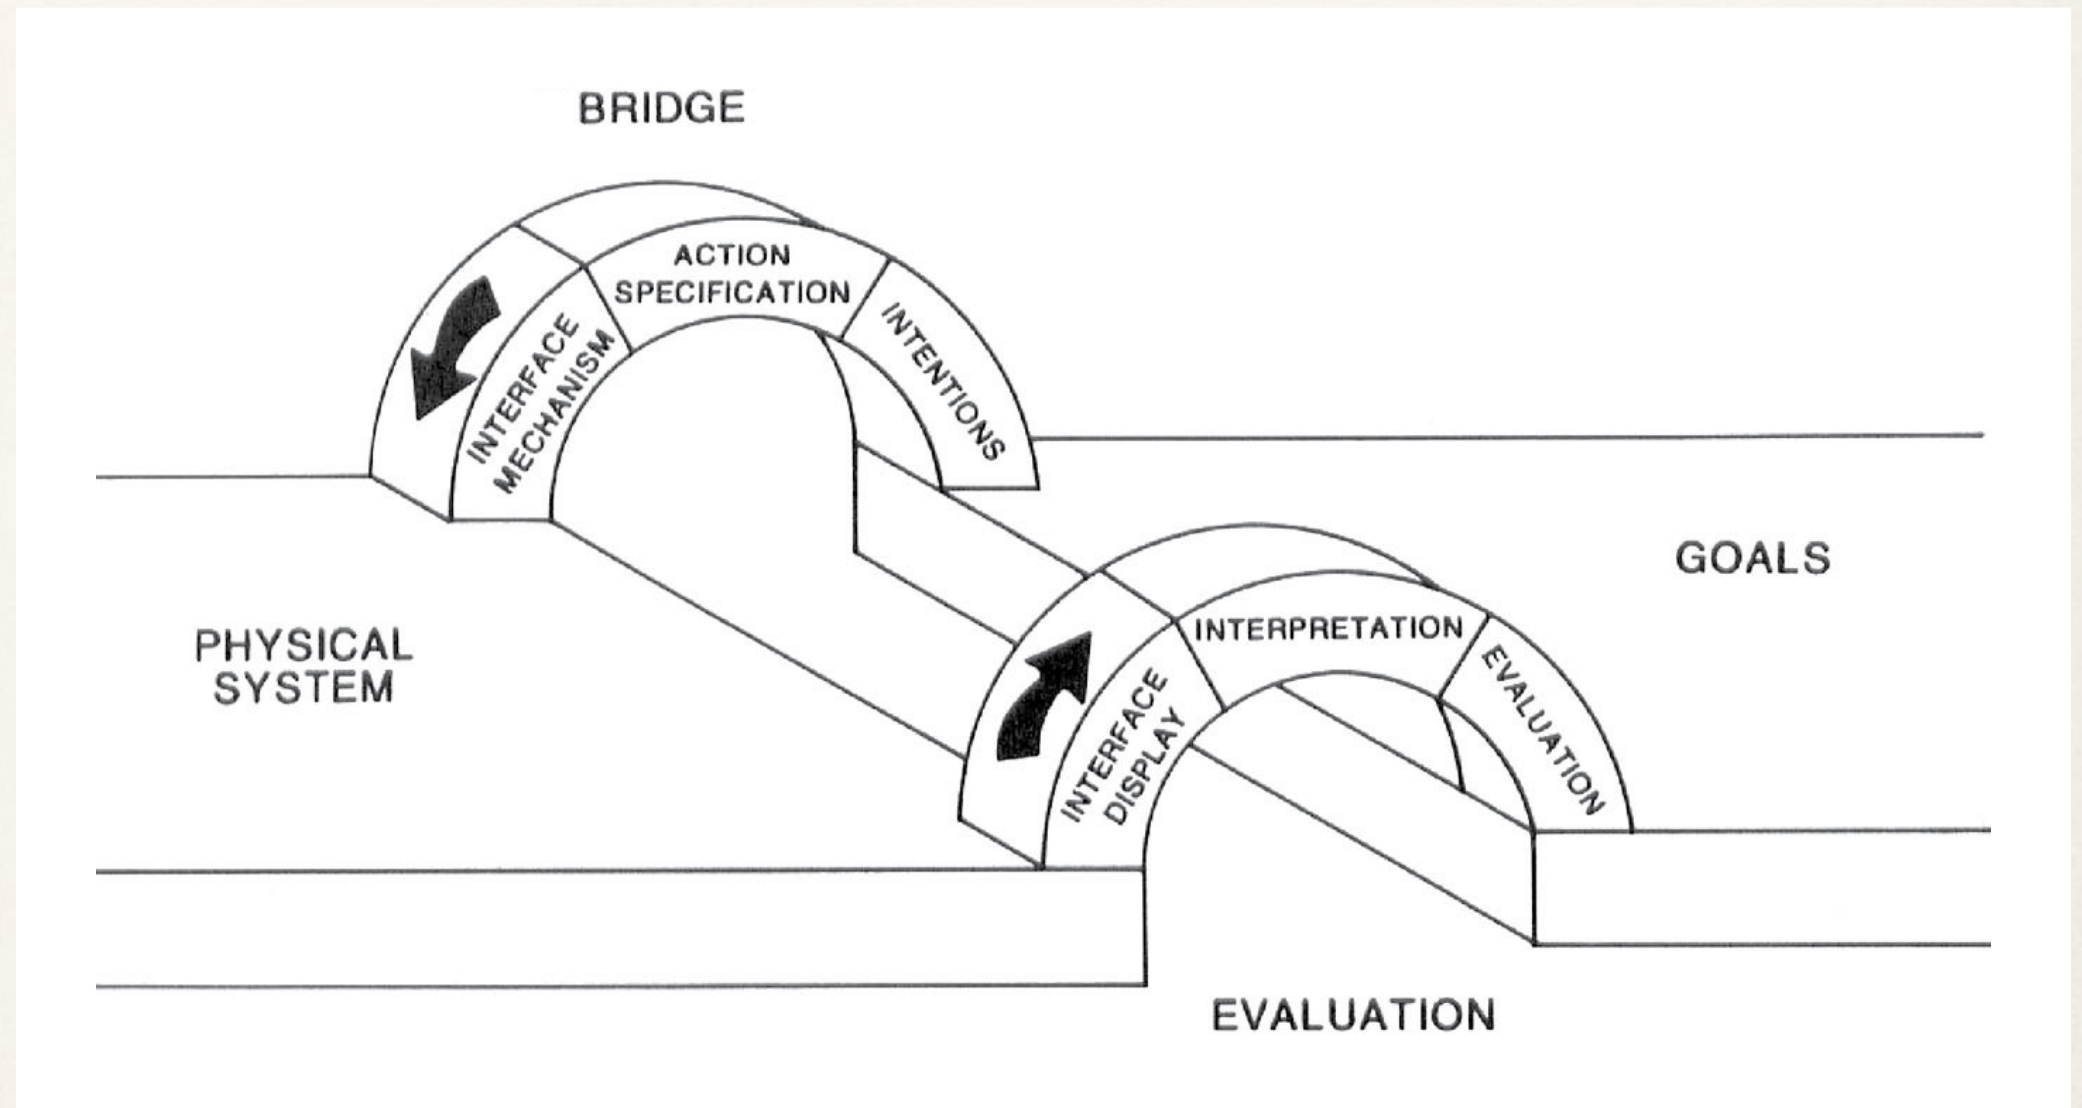 BRIDGE
ACTION
SPECIFICATION
INTERFACE
MECHANISM
INTENTIONS
GOALS
PHYSICAL
SYSTEM
INTERPRETATION
INTERFACE
DISPLAY
EVALUATION
EVALUATION